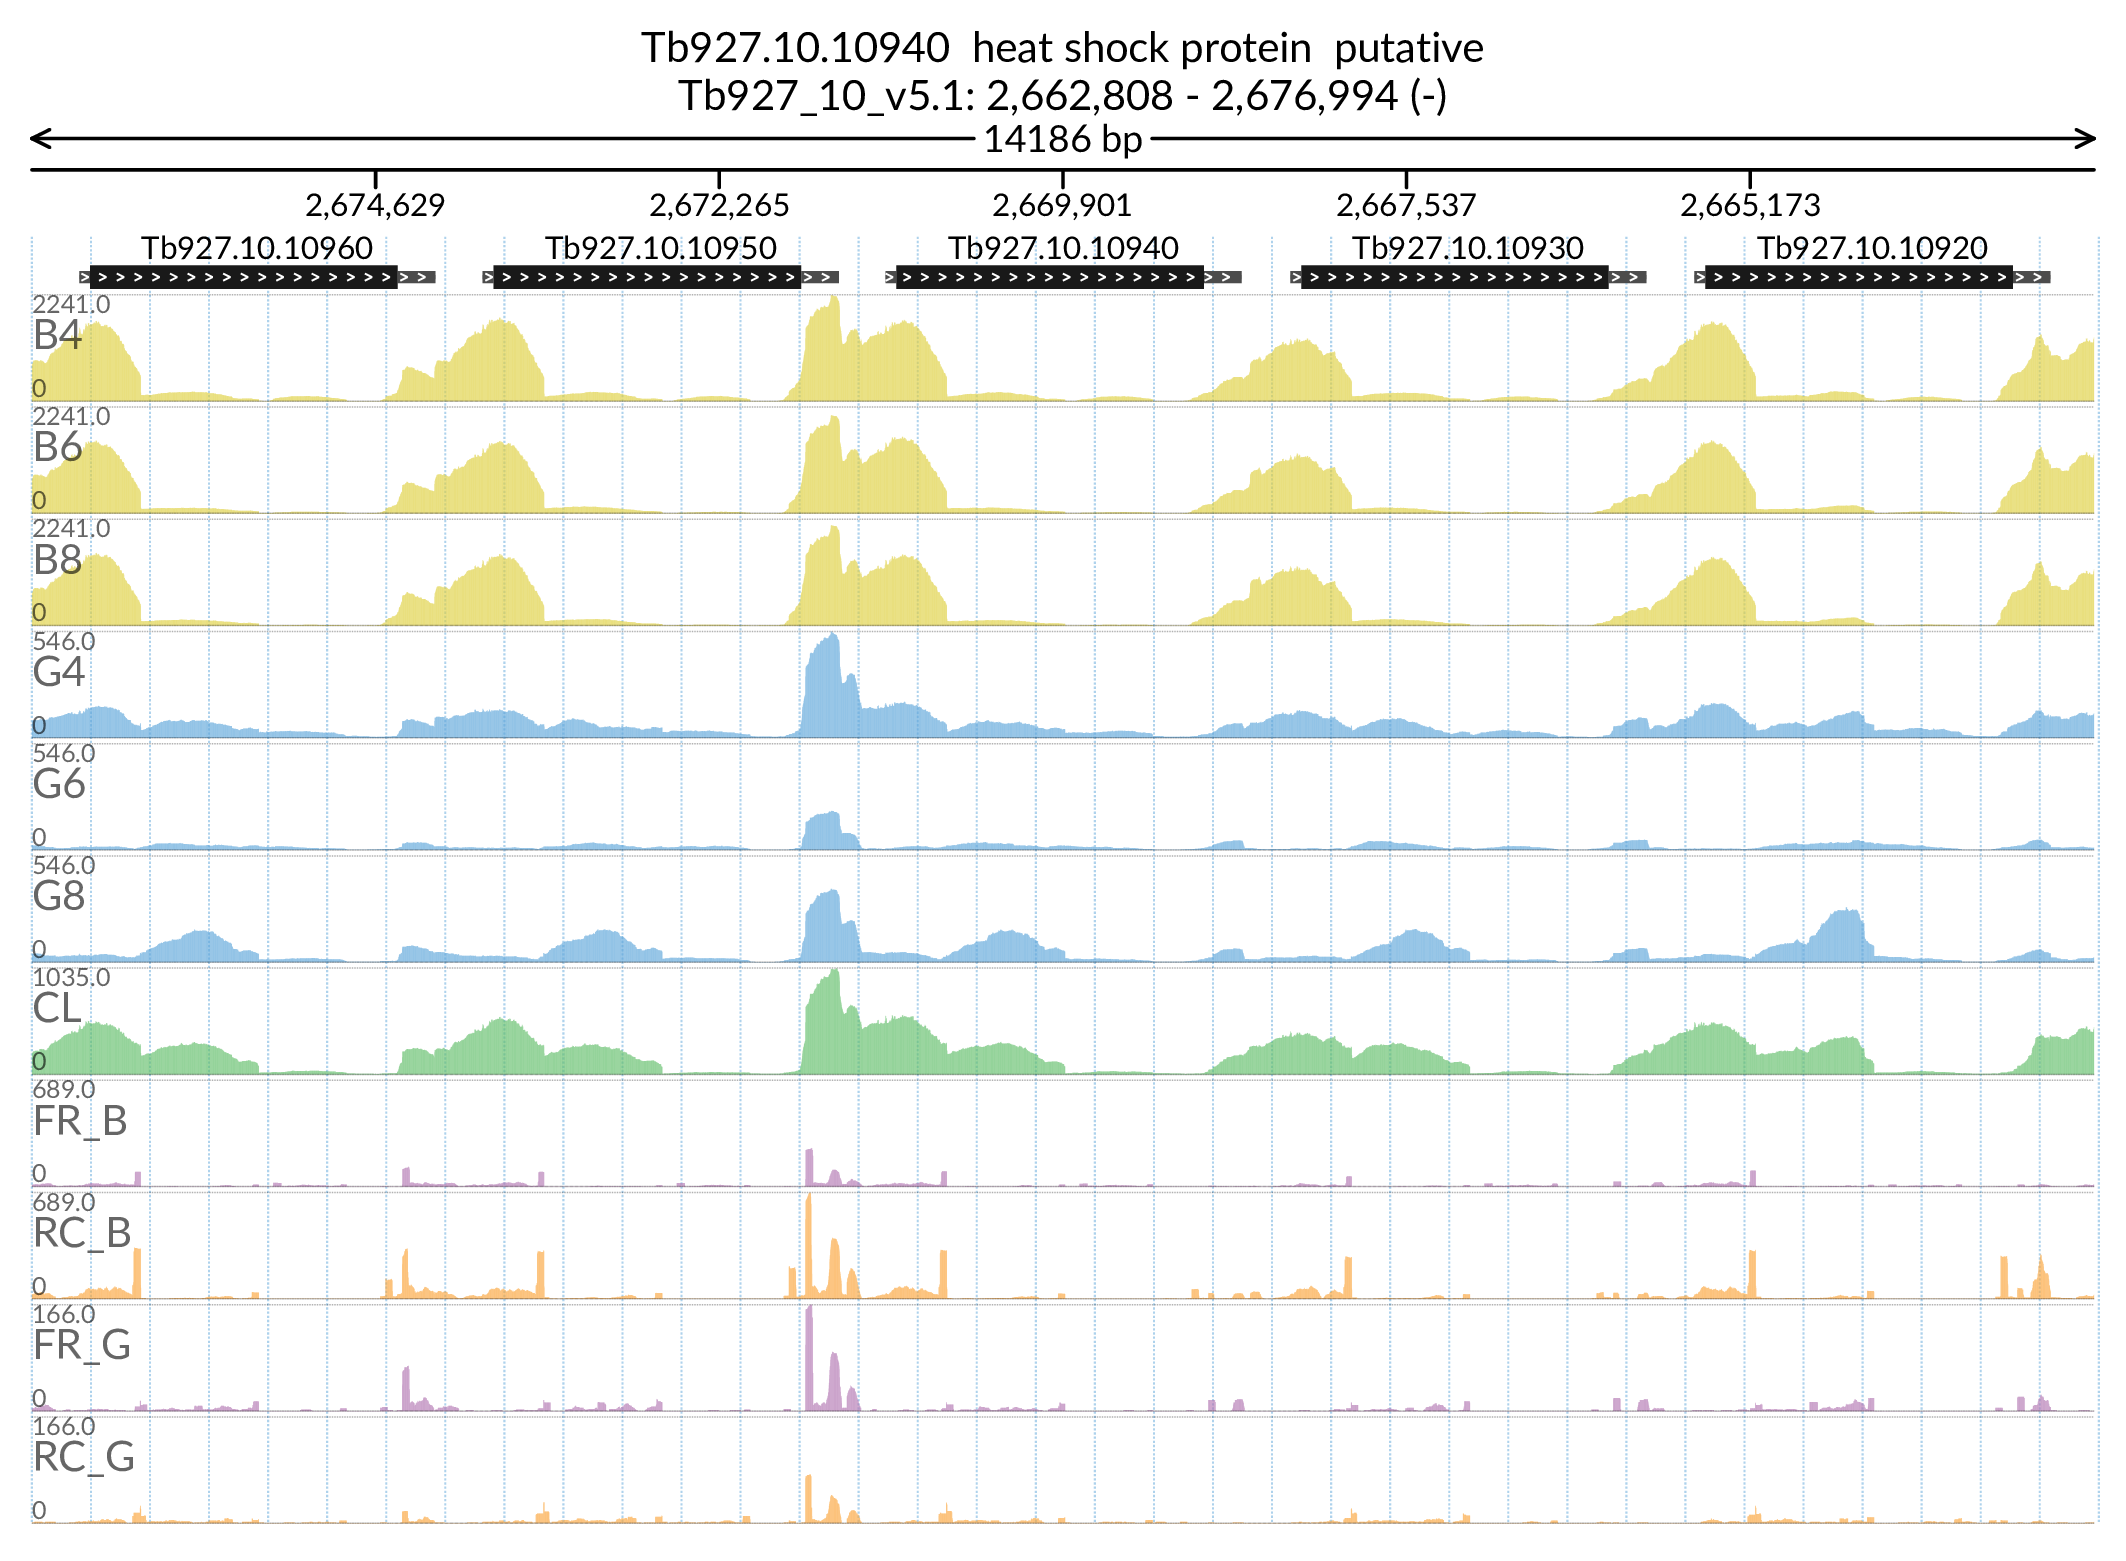 Tb927.10.10940 heat shock protein putative
Tb927_10_v5.1: 2,662,808 - 2,676,994 (-)
14186 bp
2,674,629 2,672,265 2,669,901 2,667,537 2,665,173
Tb927.10.10960 Tb927.10.10950 Tb927.10.10940 Tb927.10.10930 Tb927.10.10920
2241.0
B4
0
2241.0
B6
0
2241.0
B8
0
546.0
G4
0
546.0
G6
0
546.0
G8
0
1035.0
CL
0
689.0
FR_B
0
689.0
RC_B
0
166.0
FR_G
0
166.0
RC_G
0